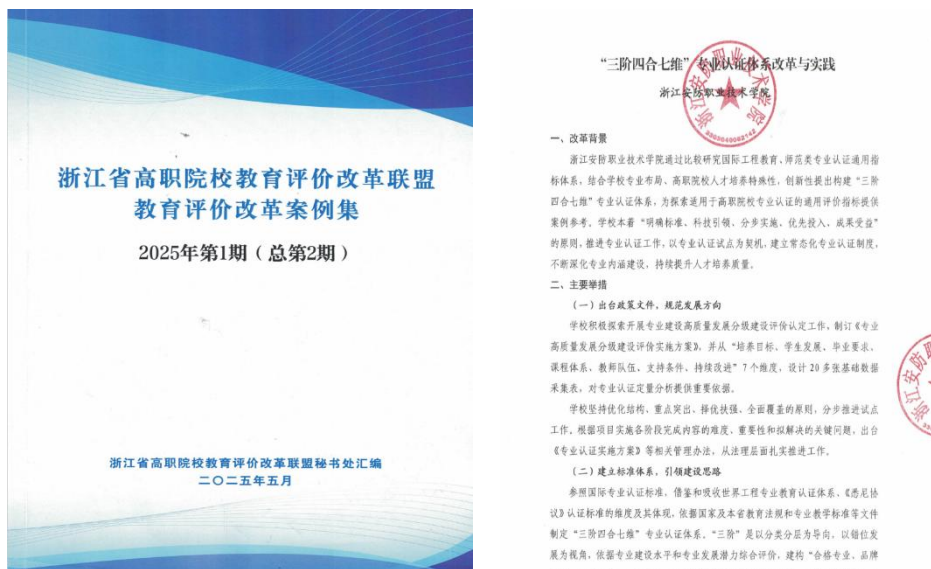 浙江省高职院校教育评价改革联盟
教育评价改革案例集
2025年第1期（总第2期）
浙江省高职院校教育评价改革联盟秘书处汇编
二〇二五年五月
“三阶四合七维”专业认证体系改革与实践
浙江安防职业技术学院
一、改革背景
浙江安防职业技术学院通过比较研究国际工程教育、师范类专业认证通用指
标体系，结合学校专业布局、高职院校人才培养特殊性，创新性提出构建“三阶
四合七维”专业认证体系，为探索适用于高职院校专业认证的通用评价指标提供
案例参考。学校本着“明确标准、科技引领、分步实施、优先投入、成果受益”
的原则，推进专业认证工作，以专业认证试点为契机，建立常态化专业认证制度，
不断深化专业内涵建设，持续提升人才培养质量。
二、主要举措
（一）出台政策文件，规范发展方向
学校积极探索开展专业建设高质量发展分级建设评价认定工作，制订《专业
高质量发展分级建设评价实施方案》，并从“培养目标、学生发展、毕业要求、
课程体系、教师队伍、支持条件、持续改进”7个维度，设计20多张基础数据
采集表，对专业认证定量分析提供重要依据。
学校坚持优化结构、重点突出、择优扶强、全面覆盖的原则，分步推进试点
工作，根据项目实施各阶段完成内容的难度、重要性和拟解决的关键问题，出台
《专业认证实施方案》等相关管理办法，从法理层面扎实推进工作。
（二）建立标准体系，引领建设思路
参照国际专业认证标准，借鉴和吸收世界工程专业教育认证体系、《悉尼协
议》认证标准的维度及其体现，依据国家及本省教育法规和专业教学标准等文件
制定“三阶四合七维”专业认证体系。“三阶”是以分类分层为导向，以错位发
展为视角，依据专业建设水平和专业发展潜力综合评价，建构“合格专业、品牌
浙江安防职业技术学院